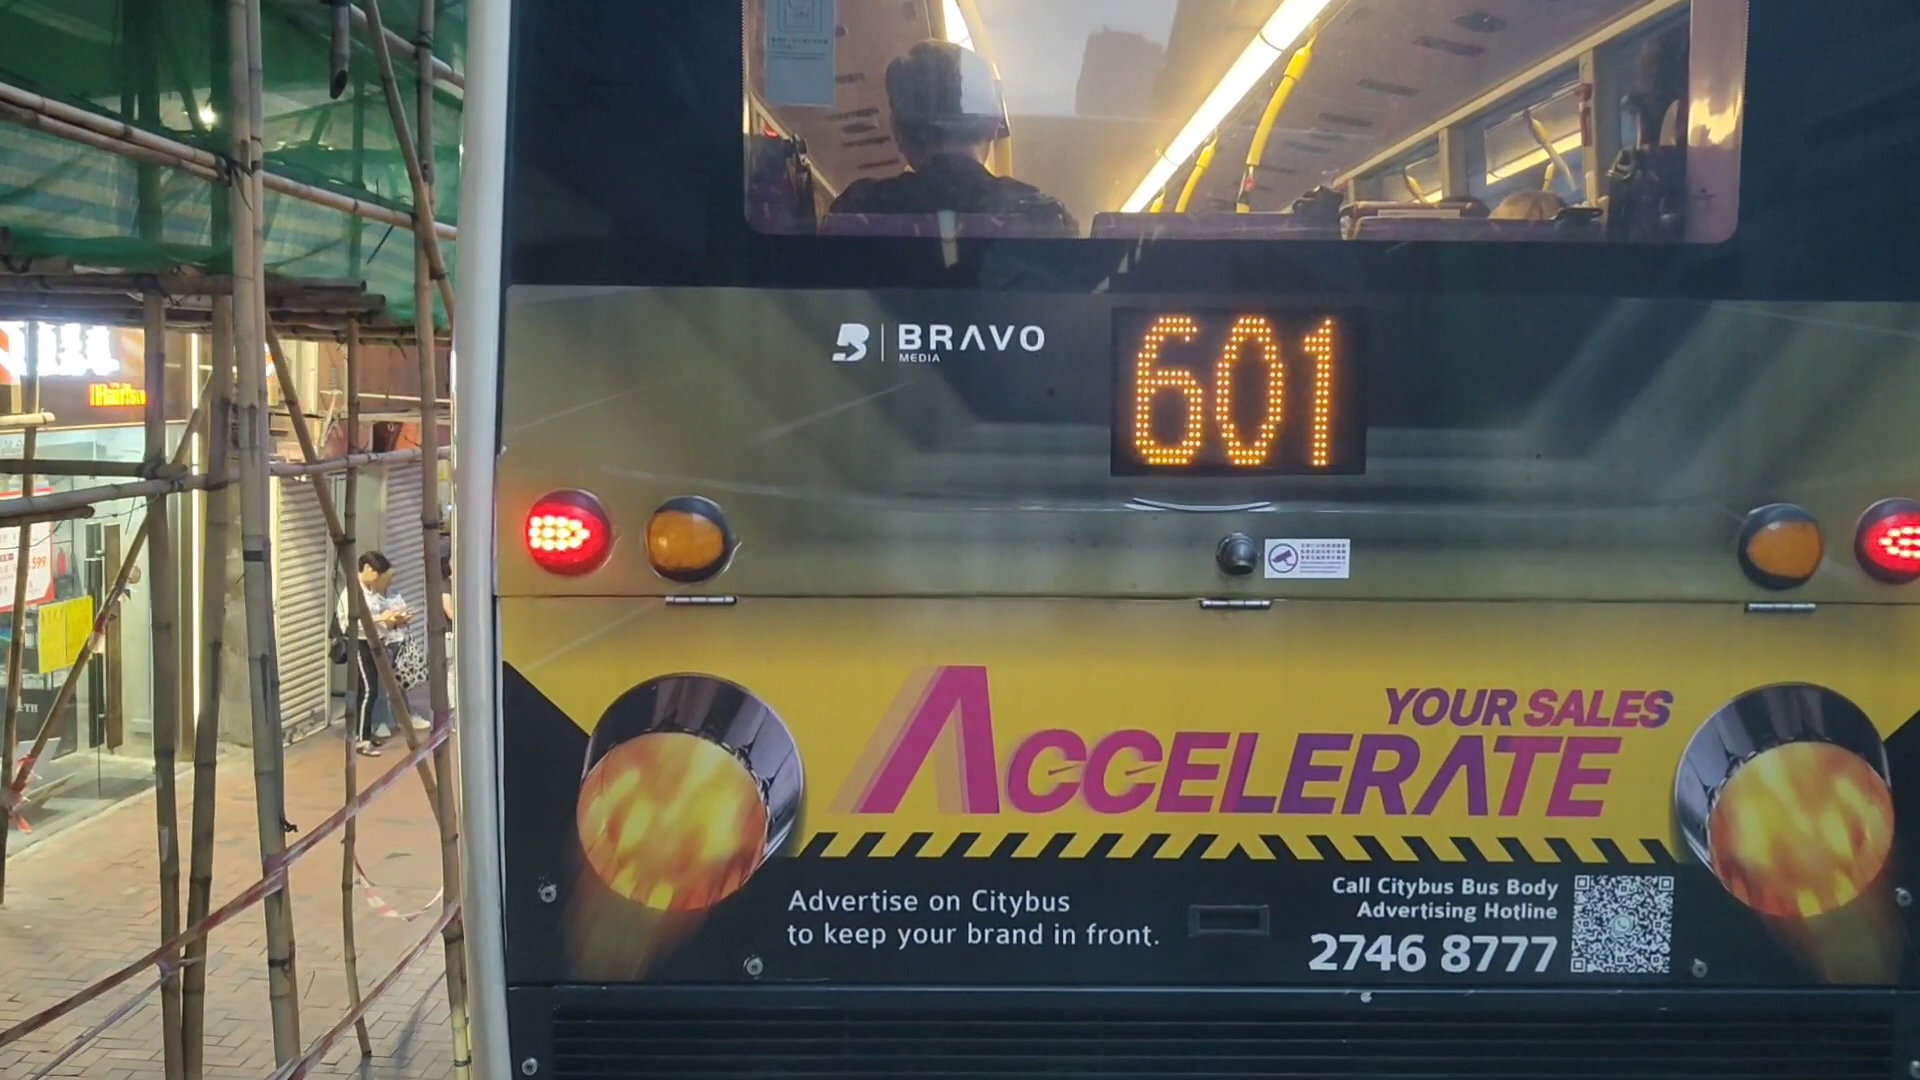 BRAVO
MEDIA
601
599
YOUR SALES
ACCELERATE
Advertise on Citybus
to keep your brand in front.
Call Citybus Bus Body
Advertising Hotline
2746 8777